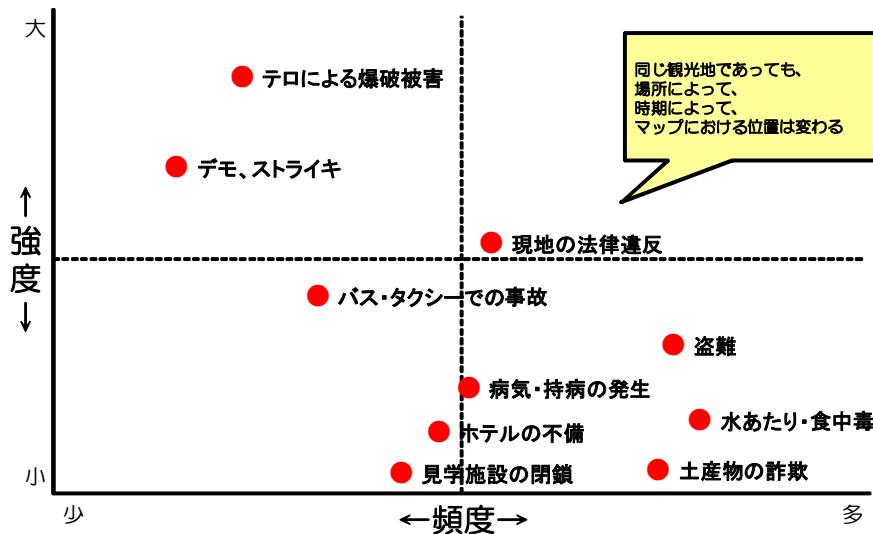 大
テロによる爆破被害
同じ観光地であっても、
場所によって、
時期によって、
マップにおける位置は変わる
デモ、ストライキ
←強度→
現地の法律違反
バス・タクシーでの事故
盗難
病気・持病の発生
水あたり・食中毒
ホテルの不備
見学施設の閉鎖
土産物の詐欺
小
少
←頻度→
多